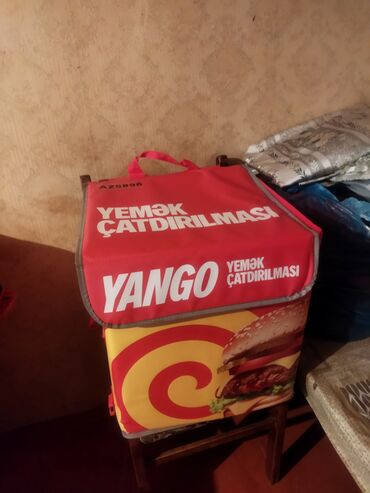 AZ5896
YEMƏK
ÇATDIRILMASI
YANGO
YEMƏK
ÇATDIRILMASI